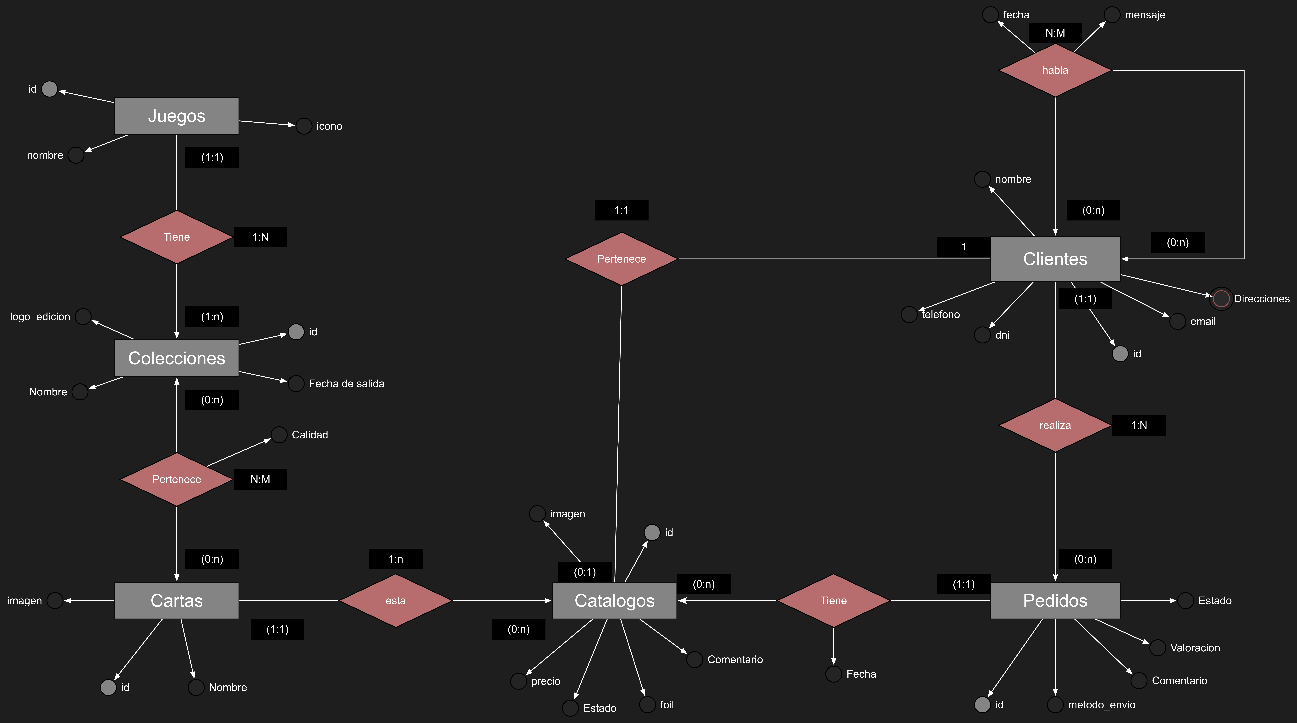 fecha
mensaje
N:M
habla
id
Juegos
icono
nombre
(1:1)
nombre
1:1
(0:n)
Tiene
1:N
(0:n)
1
Pertenece
Clientes
(1:1)
Direcciones
telefono
email
dni
id
logo_edicion
(1:n)
id
Colecciones
Fecha de salida
Nombre
(0:n)
realiza
1:N
Calidad
Pertenece
N:M
imagen
id
(0:n)
1:n
(0:1)
(0:n)
(1:1)
(0:n)
imagen
Cartas
esta
Catalogos
Tiene
Pedidos
Estado
(1:1)
(0:n)
Valoracion
Comentario
Fecha
precio
Comentario
id
Nombre
Estado
foil
id
metodo_envio